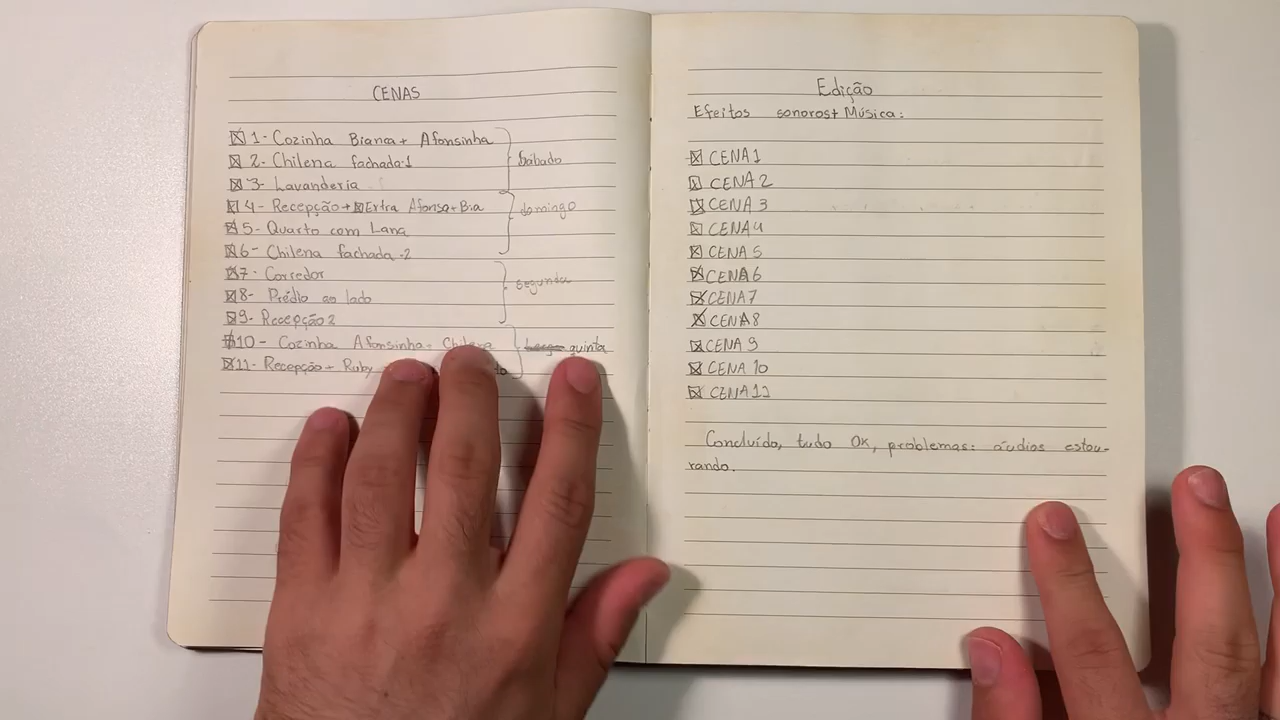 CENAS
1- Cozinha Bianca + Afonsinha
2- Chilena fachada 1
3- Lavanderia
Sábado
4- Recepção + Extra Afonso + Bia
5- Quarto com Lana
6- Chilena fachada -2
domingo
7- Corredor
8- Prédio ao lado
9- Recepção 2
segunda
10- Cozinha Afonsinha + Chilena
11- Recepção + Ruby
quinta
Edição
Efeitos sonoros + Música:
CENA 1
CENA 2
CENA 3
CENA 4
CENA 5
CENA 6
CENA 7
CENA 8
CENA 9
CENA 10
CENA 11
Concluído, tudo OK, problemas: áudios estou-
rando.